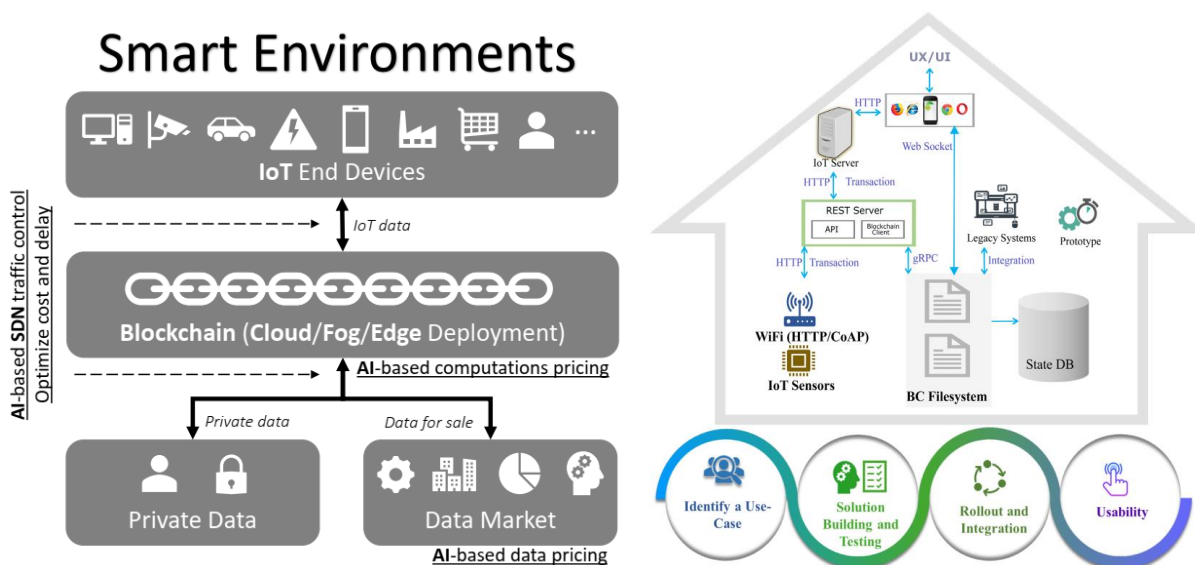 Smart Environments
...
IoT End Devices
IoT data
AI-based SDN traffic control
Optimize cost and delay
Blockchain (Cloud/Fog/Edge Deployment)
AI-based computations pricing
Private data
Data for sale
Private Data
Data Market
AI-based data pricing
UX/UI
HTTP
IoT Server
Web Socket
HTTP Transaction
REST Server
API
Blockchain
Client
Legacy Systems
Prototype
HTTP Transaction
gRPC
Integration
WiFi (HTTP/CoAP)
IoT Sensors
BC Filesystem
State DB
Identify a Use-
Case
Solution
Building and
Testing
Rollout and
Integration
Usability